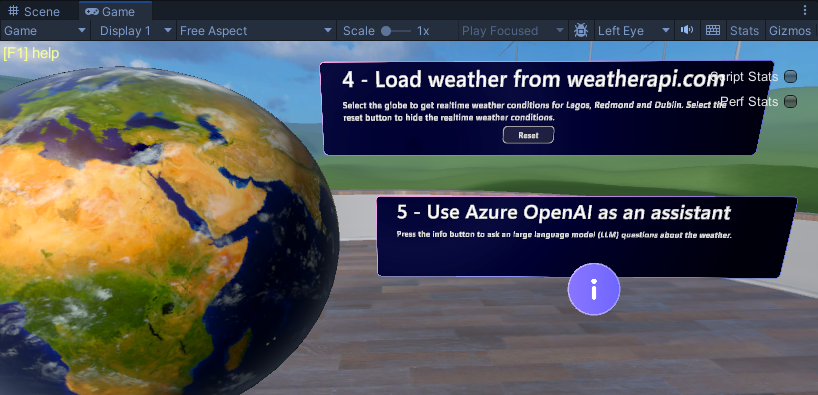 Scene
Game
Game
Display 1
Free Aspect
Scale
1x
Play Focused
Left Eye
Stats
Gizmos
[F1] help
4 - Load weather from weatherapi.com
Script Stats
Select the globe to get realtime weather conditions for Lagos, Redmond and Dublin. Select the
reset button to hide the realtime weather conditions.
Perf Stats
Reset
5 - Use Azure OpenAI as an assistant
Press the info button to ask an large language model (LLM) questions about the weather.
i